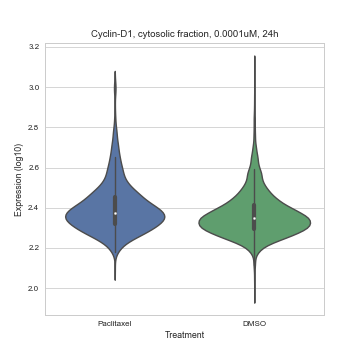 Cyclin-D1, cytosolic fraction, 0.0001uM, 24h
3.2
3.0
2.8
2.6
2.4
2.2
2.0
Expression (log10)
Paclitaxel
DMSO
Treatment